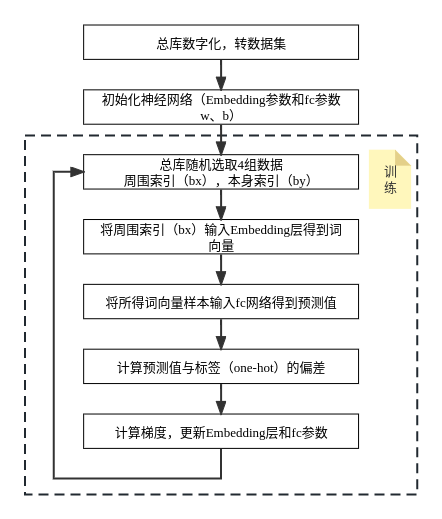 总库数字化，转数据集
初始化神经网络（Embedding参数和fc参数
w、b）
总库随机选取4组数据
周围索引（bx），本身索引（by）
训
练
将周围索引（bx）输入Embedding层得到词
向量
将所得词向量样本输入fc网络得到预测值
计算预测值与标签（one-hot）的偏差
计算梯度，更新Embedding层和fc参数